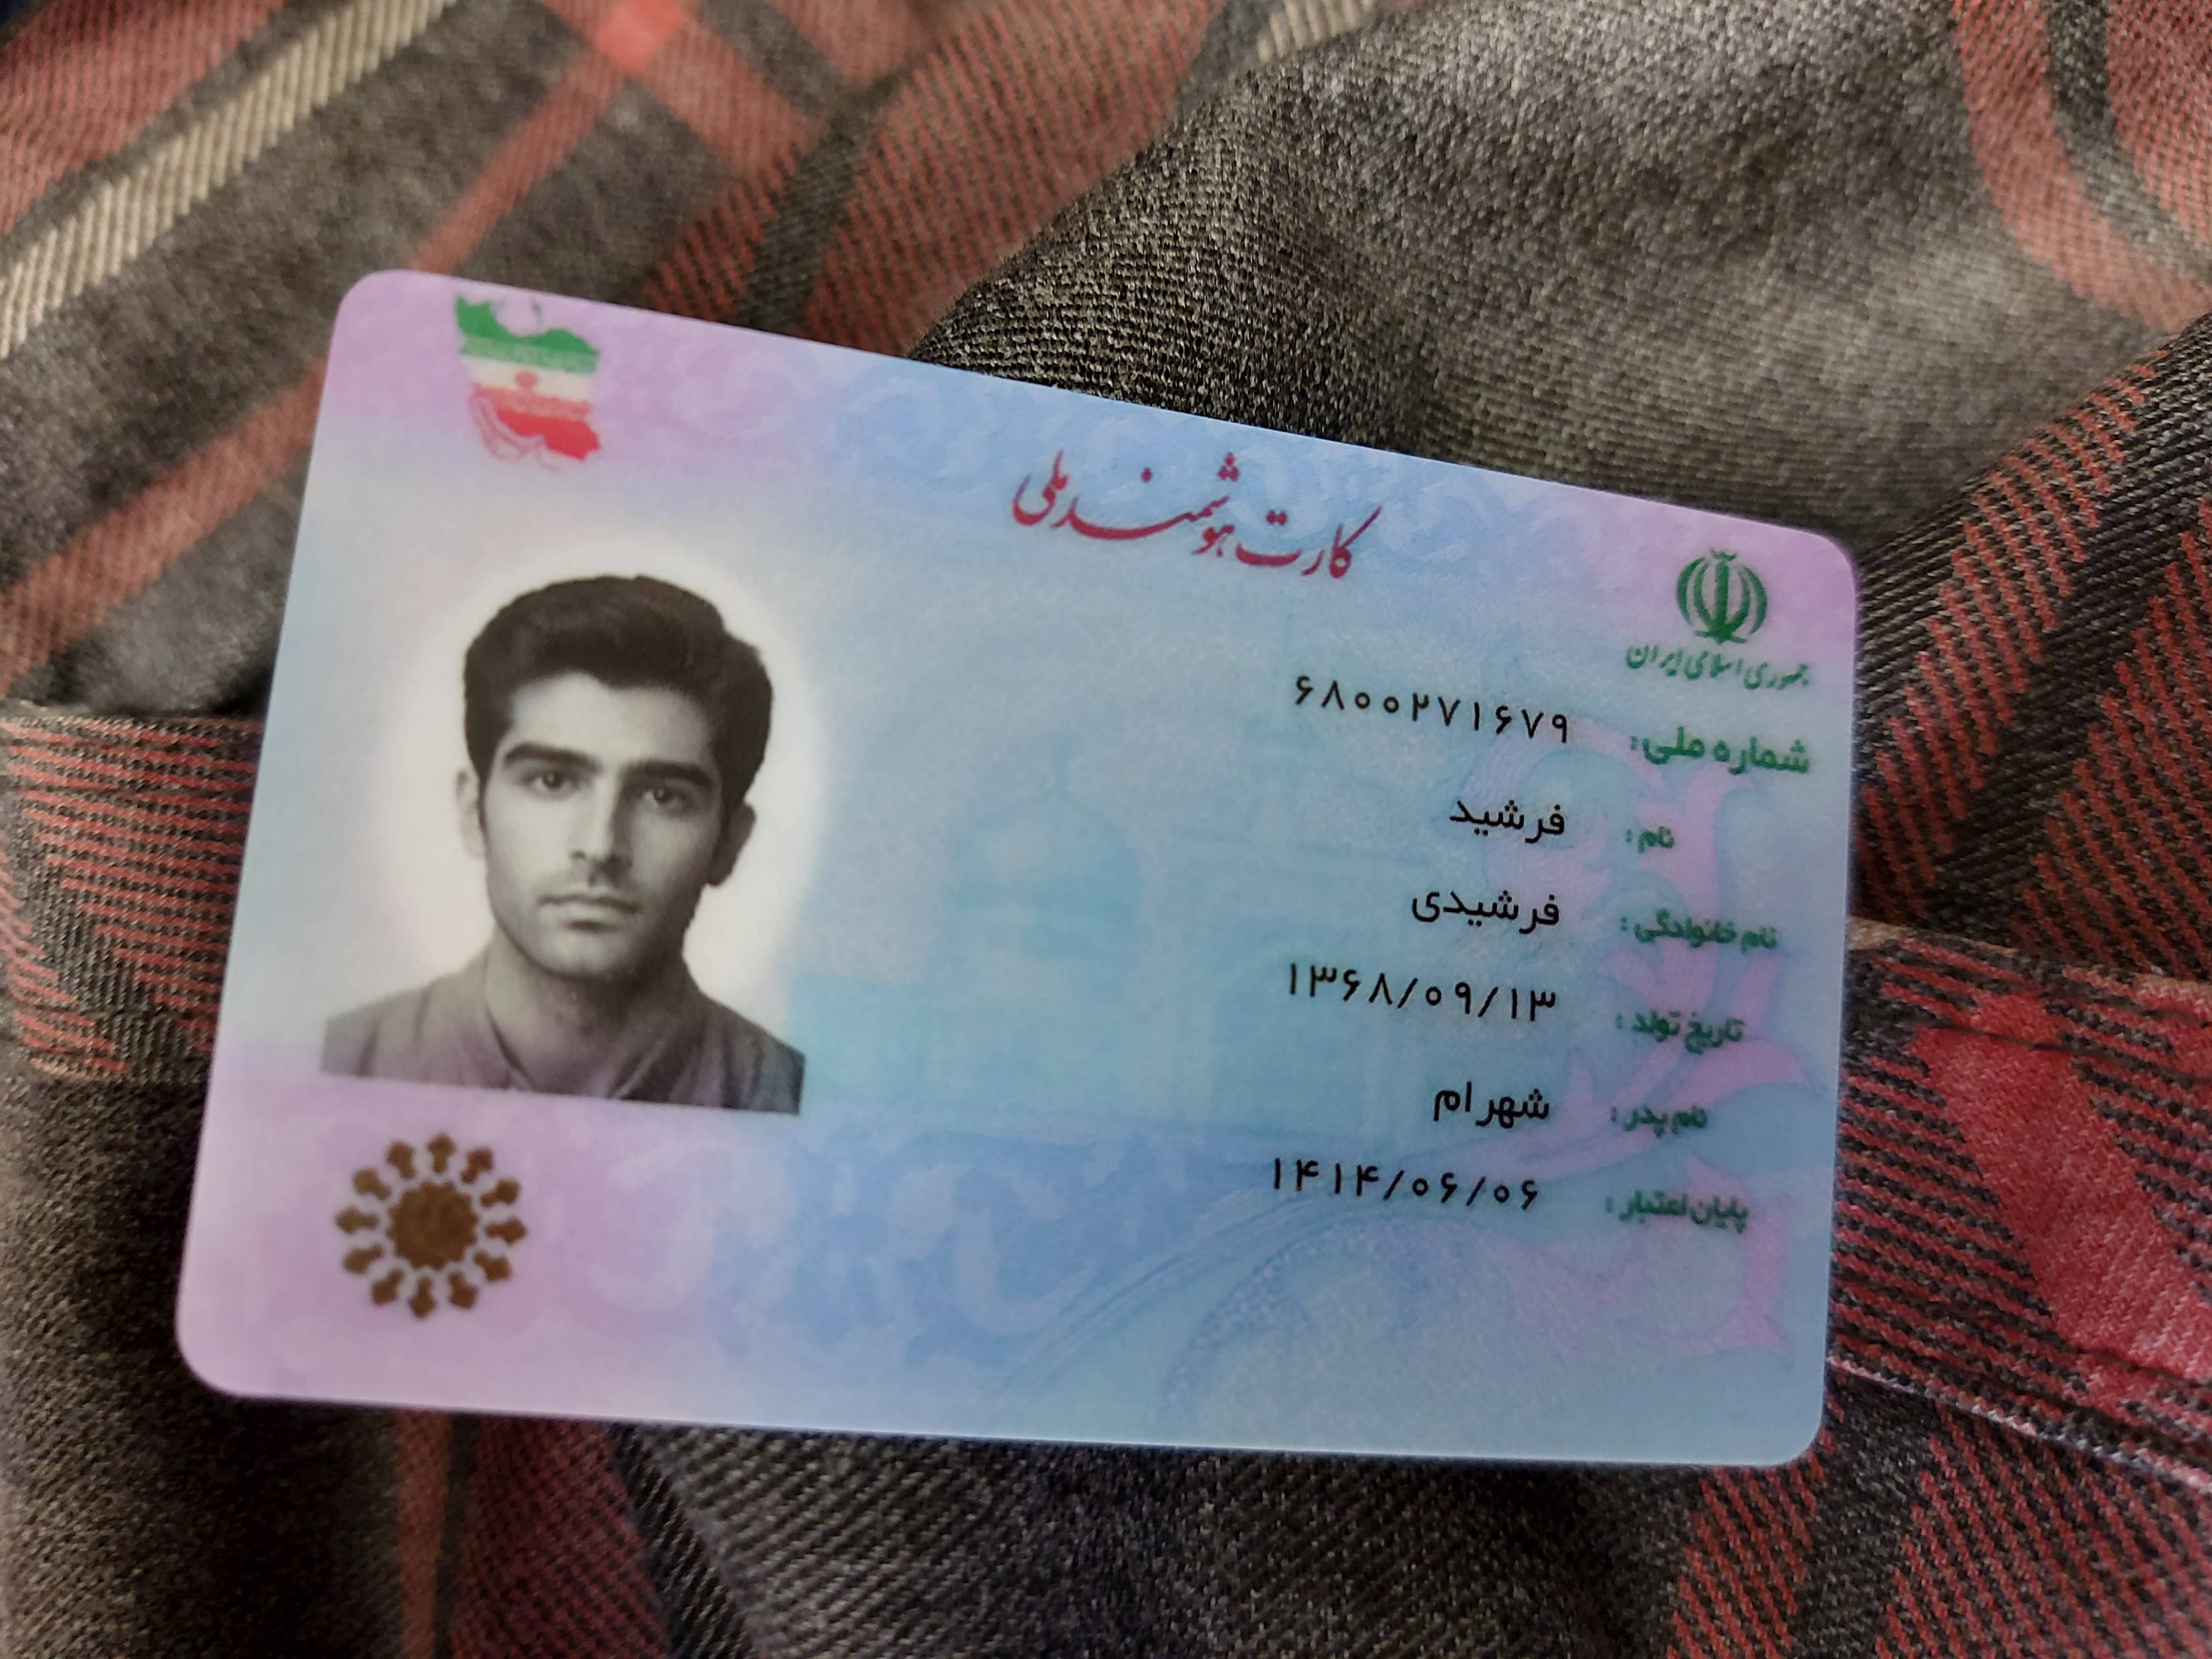 کارت هوشمند ملی
جمهوری اسلامی ایران
شماره ملی: ۶۸۰۰۲۷۱۶۷۹
نام: فرشید
نام خانوادگی: فرشیدی
تاریخ تولد: ۱۳۶۸/۰۹/۱۳
نام پدر: شهرام
پایان اعتبار: ۱۴۱۴/۰۶/۰۶